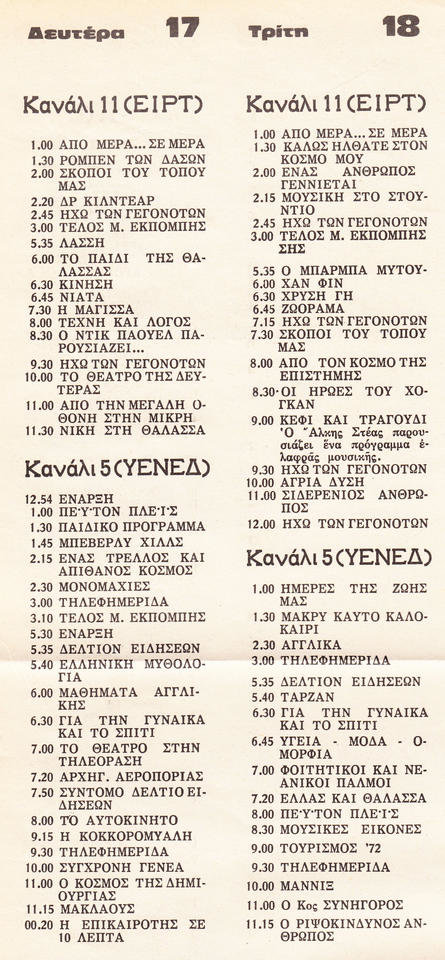 Δευτέρα 17
Κανάλι 11 (ΕΙΡΤ)
1.00 ΑΠΟ ΜΕΡΑ... ΣΕ ΜΕΡΑ
1.30 ΡΟΜΠΕΝ ΤΩΝ ΔΑΣΩΝ
2.00 ΣΚΟΠΟΙ ΤΟΥ ΤΟΠΟΥ
ΜΑΣ
2.20 ΔΡ ΚΙΛΝΤΕΑΡ
2.45 ΗΧΩ ΤΩΝ ΓΕΓΟΝΟΤΩΝ
3.00 ΤΕΛΟΣ Μ. ΕΚΠΟΜΠΗΣ
5.35 ΛΑΣΣΗ
6.00 ΤΟ ΠΑΙΔΙ ΤΗΣ ΘΑ-
ΛΑΣΣΑΣ
6.30 ΚΙΝΗΣΗ
6.45 ΝΙΑΤΑ
7.30 Η ΜΑΓΙΣΣΑ
8.00 ΤΕΧΝΗ ΚΑΙ ΛΟΓΟΣ
8.30 Ο ΝΤΙΚ ΠΑΟΥΕΛ ΠΑ-
ΡΟΥΣΙΑΖΕΙ...
9.30 ΗΧΩ ΤΩΝ ΓΕΓΟΝΟΤΩΝ
10.00 ΤΟ ΘΕΑΤΡΟ ΤΗΣ ΔΕΥ-
ΤΕΡΑΣ
11.00 ΑΠΟ ΤΗΝ ΜΕΓΑΛΗ Ο-
ΘΟΝΗ ΣΤΗΝ ΜΙΚΡΗ
11.30 ΝΙΚΗ ΣΤΗ ΘΑΛΑΣΣΑ
Κανάλι 5 (ΥΕΝΕΔ)
12.54 ΕΝΑΡΞΗ
1.00 ΠΕ·Υ·ΤΟΝ ΠΛΕ·Ι·Σ
1.30 ΠΑΙΔΙΚΟ ΠΡΟΓΡΑΜΜΑ
1.45 ΜΠΕΒΕΡΛΥ ΧΙΛΛΣ
2.15 ΕΝΑΣ ΤΡΕΛΛΟΣ ΚΑΙ
ΑΠΙΘΑΝΟΣ ΚΟΣΜΟΣ
2.30 ΜΟΝΟΜΑΧΙΕΣ
3.00 ΤΗΛΕΦΗΜΕΡΙΔΑ
3.10 ΤΕΛΟΣ Μ. ΕΚΠΟΜΠΗΣ
5.30 ΕΝΑΡΞΗ
5.35 ΔΕΛΤΙΟΝ ΕΙΔΗΣΕΩΝ
5.40 ΕΛΛΗΝΙΚΗ ΜΥΘΟΛΟ-
ΓΙΑ
6.00 ΜΑΘΗΜΑΤΑ ΑΓΓΛΙ-
ΚΗΣ
6.30 ΓΙΑ ΤΗΝ ΓΥΝΑΙΚΑ
ΚΑΙ ΤΟ ΣΠΙΤΙ
7.00 ΤΟ ΘΕΑΤΡΟ ΣΤΗΝ
ΤΗΛΕΟΡΑΣΗ
7.20 ΑΡΧΗΓ. ΑΕΡΟΠΟΡΙΑΣ
7.50 ΣΥΝΤΟΜΟ ΔΕΛΤΙΟ ΕΙ-
ΔΗΣΕΩΝ
8.00 ΤΟ ΑΥΤΟΚΙΝΗΤΟ
9.15 Η ΚΟΚΚΟΡΟΜΥΑΛΗ
9.30 ΤΗΛΕΦΗΜΕΡΙΔΑ
10.00 ΣΥΓΧΡΟΝΗ ΓΕΝΕΑ
11.00 Ο ΚΟΣΜΟΣ ΤΗΣ ΔΗΜΙ-
ΟΥΡΓΙΑΣ
11.15 ΜΑΚΛΑΟΥΣ
00.20 Η ΕΠΙΚΑΙΡΟΤΗΣ ΣΕ
10 ΛΕΠΤΑ
Τρίτη 18
Κανάλι 11 (ΕΙΡΤ)
1.00 ΑΠΟ ΜΕΡΑ... ΣΕ ΜΕΡΑ
1.30 ΚΑΛΩΣ ΗΛΘΑΤΕ ΣΤΟΝ
ΚΟΣΜΟ ΜΟΥ
2.00 ΕΝΑΣ ΑΝΘΡΩΠΟΣ
ΓΕΝΝΙΕΤΑΙ
2.15 ΜΟΥΣΙΚΗ ΣΤΟ ΣΤΟΥ-
ΝΤΙΟ
2.45 ΗΧΩ ΤΩΝ ΓΕΓΟΝΟΤΩΝ
3.00 ΤΕΛΟΣ Μ. ΕΚΠΟΜΠΗΣ
ΣΗΣ
5.35 Ο ΜΠΑΡΜΠΑ ΜΥΤΟΥ-
6.00 ΧΑΝ ΦΙΝ
6.30 ΧΡΥΣΗ ΓΗ
6.45 ΖΩΟΡΑΜΑ
7.15 ΗΧΩ ΤΩΝ ΓΕΓΟΝΟΤΩΝ
7.30 ΣΚΟΠΟΙ ΤΟΥ ΤΟΠΟΥ
ΜΑΣ
8.00 ΑΠΟ ΤΟΝ ΚΟΣΜΟ ΤΗΣ
ΕΠΙΣΤΗΜΗΣ
8.30· ΟΙ ΗΡΩΕΣ ΤΟΥ ΧΟ-
ΓΚΑΝ
9.00 ΚΕΦΙ ΚΑΙ ΤΡΑΓΟΥΔΙ
Ὁ Ἄλκης Στέας παρου-
σιάζει ἕνα πρόγραμμα ἐ-
λαφρᾶς μουσικῆς.
9.30 ΗΧΩ ΤΩΝ ΓΕΓΟΝΟΤΩΝ
10.00 ΑΓΡΙΑ ΔΥΣΗ
11.00 ΣΙΔΕΡΕΝΙΟΣ ΑΝΘΡΩ-
ΠΟΣ
12.00 ΗΧΩ ΤΩΝ ΓΕΓΟΝΟΤΩΝ
Κανάλι 5 (ΥΕΝΕΔ)
1.00 ΗΜΕΡΕΣ ΤΗΣ ΖΩΗΣ
ΜΑΣ
1.30 ΜΑΚΡΥ ΚΑΥΤΟ ΚΑΛΟ-
ΚΑΙΡΙ
2.30 ΑΓΓΛΙΚΑ
3.00 ΤΗΛΕΦΗΜΕΡΙΔΑ
5.35 ΔΕΛΤΙΟΝ ΕΙΔΗΣΕΩΝ
5.40 ΤΑΡΖΑΝ
6.30 ΓΙΑ ΤΗΝ ΓΥΝΑΙΚΑ
ΚΑΙ ΤΟ ΣΠΙΤΙ
6.45 ΥΓΕΙΑ - ΜΟΔΑ - Ο-
ΜΟΡΦΙΑ
7.00 ΦΟΙΤΗΤΙΚΟΙ ΚΑΙ ΝΕ-
ΑΝΙΚΟΙ ΠΑΛΜΟΙ
7.20 ΕΛΛΑΣ ΚΑΙ ΘΑΛΑΣΣΑ
8.00 ΠΕ·Υ·ΤΟΝ ΠΛΕ·Ι·Σ
8.30 ΜΟΥΣΙΚΕΣ ΕΙΚΟΝΕΣ
9.00 ΤΟΥΡΙΣΜΟΣ '72
9.30 ΤΗΛΕΦΗΜΕΡΙΔΑ
10.00 ΜΑΝΝΙΞ
11.00 Ο Κος ΣΥΝΗΓΟΡΟΣ
11.15 Ο ΡΙΨΟΚΙΝΔΥΝΟΣ ΑΝ-
ΘΡΩΠΟΣ